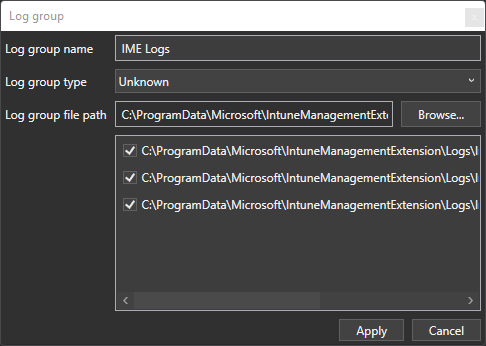 Log group
Log group name
IME Logs
Log group type
Unknown
Log group file path
C:\ProgramData\Microsoft\IntuneManagementExte
Browse...
C:\ProgramData\Microsoft\IntuneManagementExtension\Logs\I
C:\ProgramData\Microsoft\IntuneManagementExtension\Logs\I
C:\ProgramData\Microsoft\IntuneManagementExtension\Logs\I
Apply
Cancel